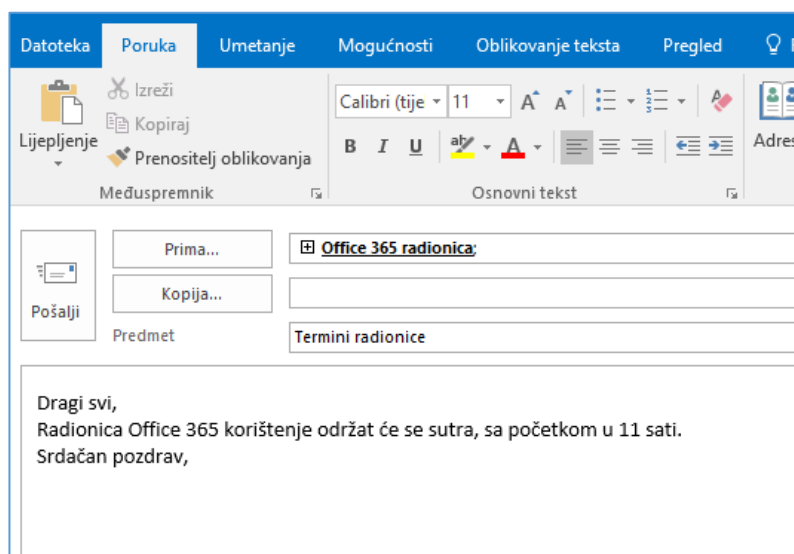 Datoteka Poruka Umetanje Mogućnosti Oblikovanje teksta Pregled
Izreži
Kopiraj
Lijepljenje
Prenositelj oblikovanja
Međuspremnik
Calibri (tije 11
B I U
Osnovni tekst
Pošalji
Prima... Office 365 radionica;
Kopija...
Predmet Termini radionice
Dragi svi,
Radionica Office 365 korištenje održat će se sutra, sa početkom u 11 sati.
Srdačan pozdrav,